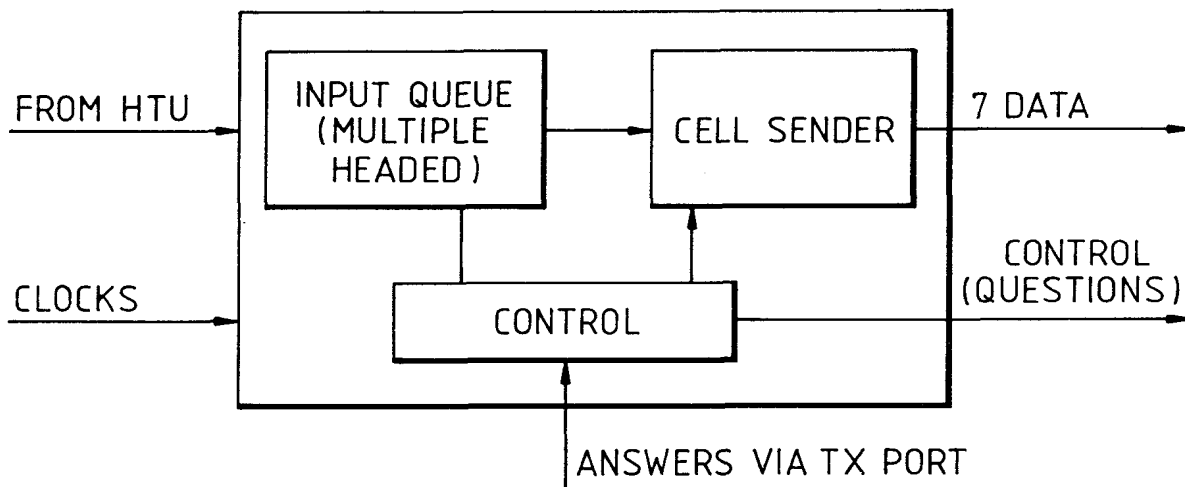 FROM HTU
INPUT QUEUE
(MULTIPLE
HEADED)
CELL SENDER
7 DATA
CLOCKS
CONTROL
CONTROL
(QUESTIONS)
ANSWERS VIA TX PORT